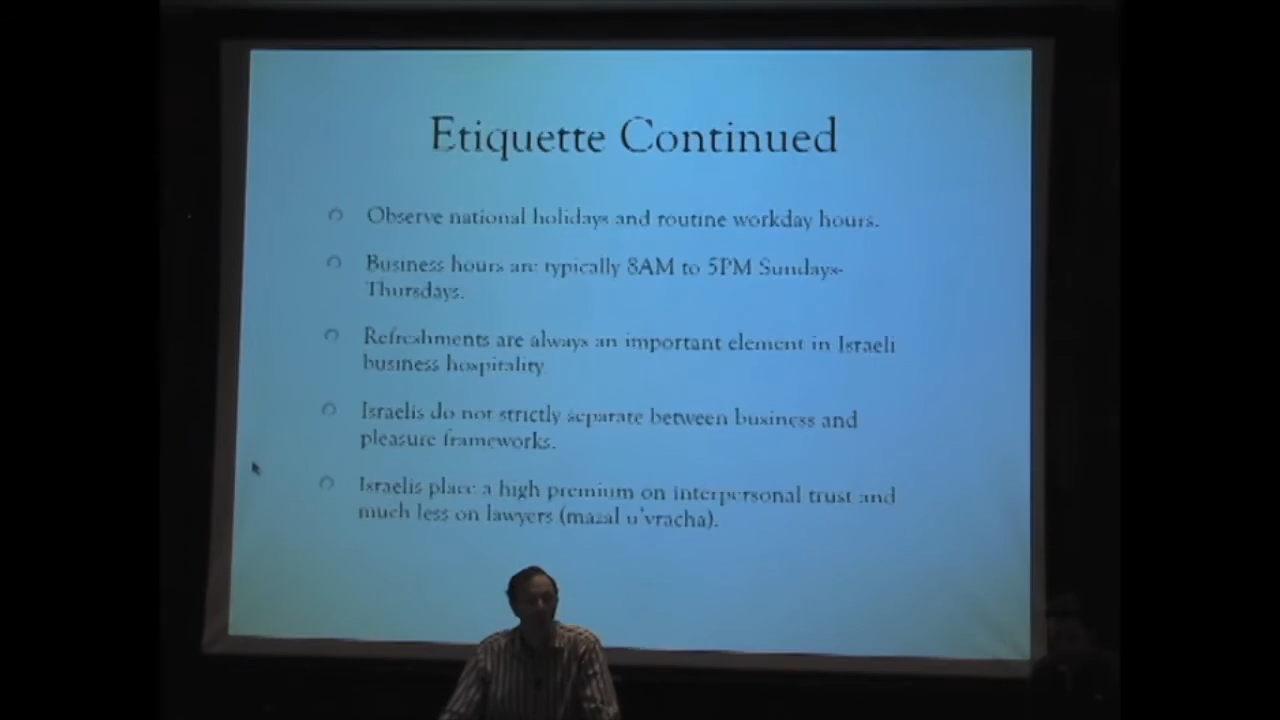 Etiquette Continued
Observe national holidays and routine workday hours.
Business hours are typically 8AM to 5PM Sundays-
Thursdays.
Refreshments are always an important element in Israeli
business hospitality.
Israelis do not strictly separate between business and
pleasure frameworks.
Israelis place a high premium on interpersonal trust and
much less on lawyers (mazal u'vracha).